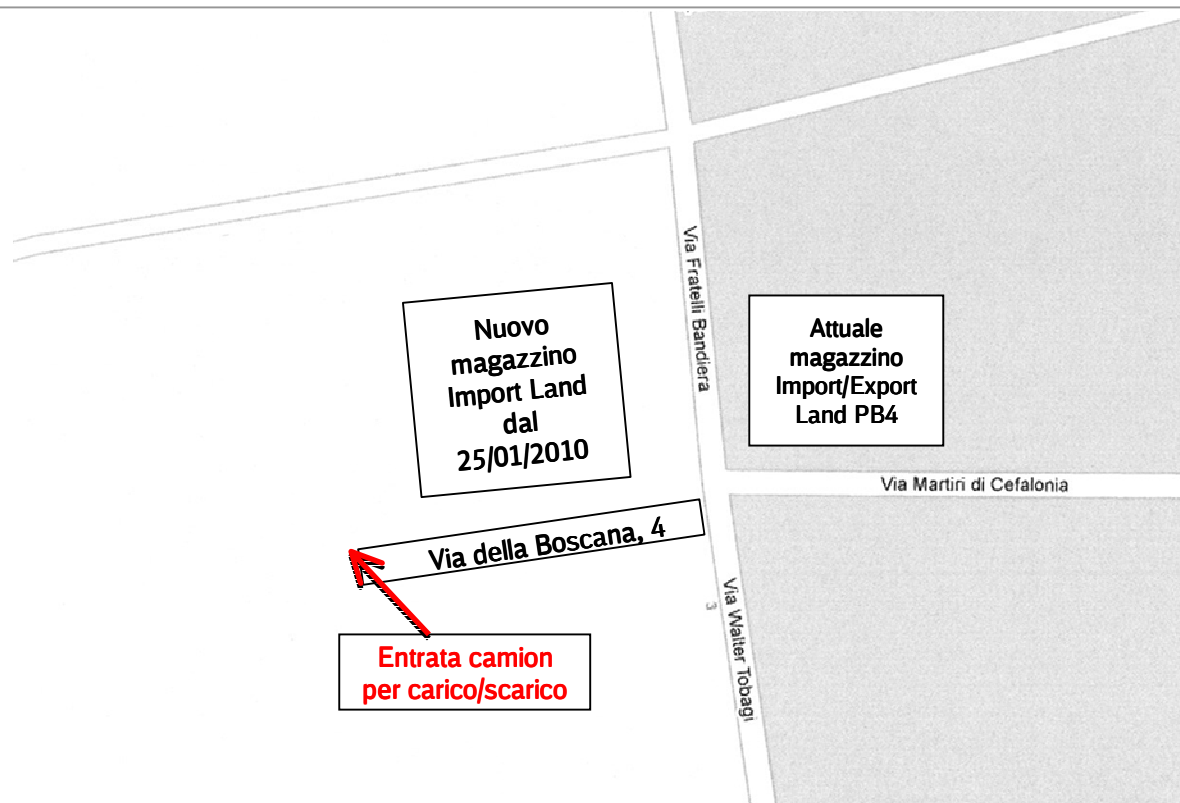 Via Fratelli Bandiera
Nuovo
magazzino
Import Land
dal
25/01/2010
Attuale
magazzino
Import/Export
Land PB4
Via Martiri di Cefalonia
Via della Boscana, 4
3
Via Walter Tobagi
Entrata camion
per carico/scarico